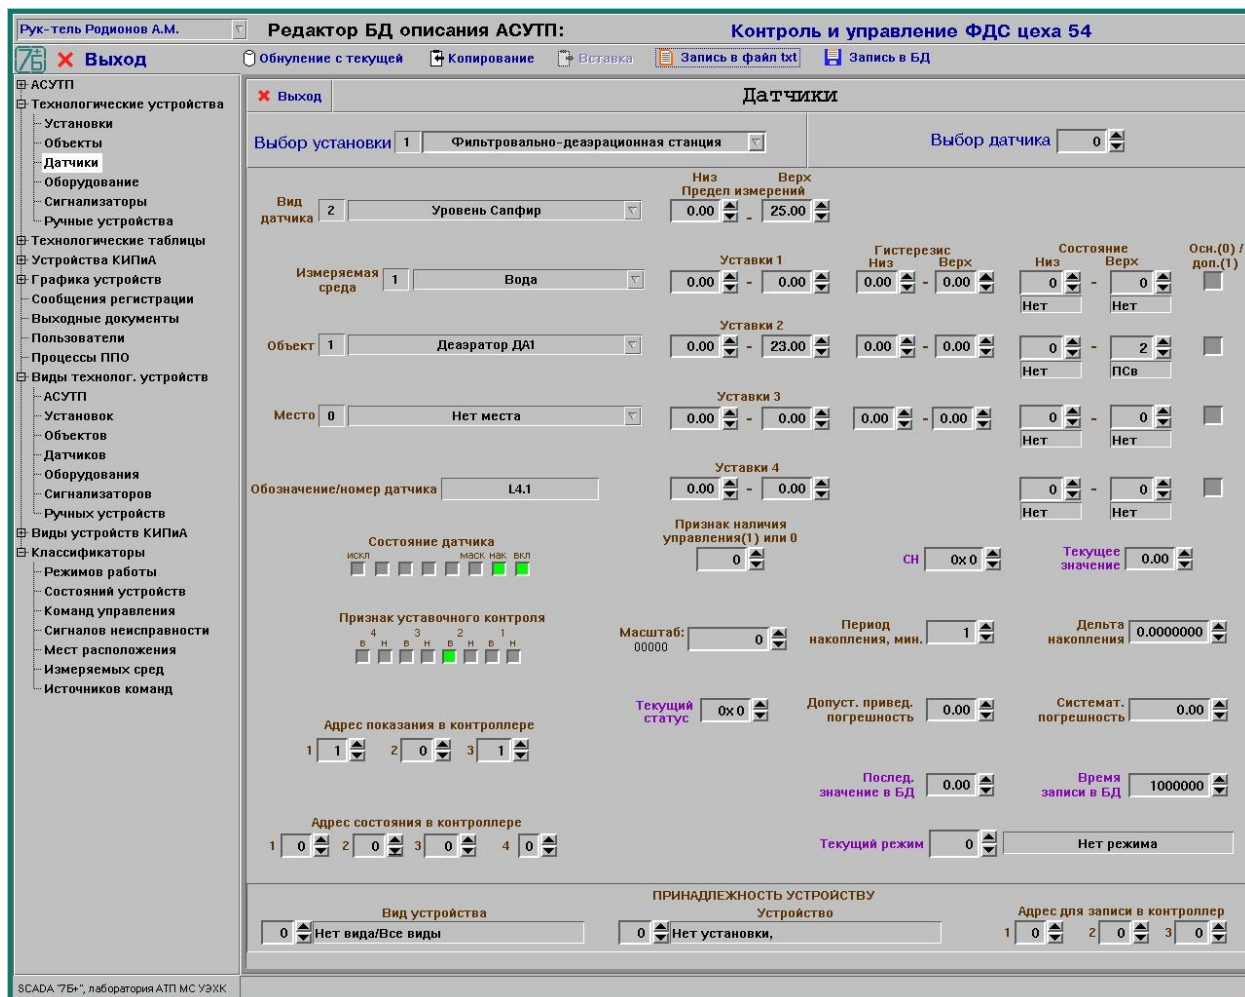 Рук-тель Родионов А.М.
Редактор БД описания АСУТП:
Контроль и управление ФДС цеха 54
7Б
Выход
Обнуление с текущей
Копирование
Вставка
Запись в файл txt
Запись в БД
АСУТП
Технологические устройства
Установки
Объекты
Датчики
Оборудование
Сигнализаторы
Ручные устройства
Технологические таблицы
Устройства КИПиА
Графика устройств
Сообщения регистрации
Выходные документы
Пользователи
Процессы ППО
Виды технолог. устройств
АСУТП
Установок
Объектов
Датчиков
Оборудования
Сигнализаторов
Ручных устройств
Виды устройств КИПиА
Классификаторы
Режимов работы
Состояний устройств
Команд управления
Сигналов неисправности
Мест расположения
Измеряемых сред
Источников команд
Выход
Датчики
Выбор установки 1 Фильтровально-деаэрационная станция
Выбор датчика 0
Низ Верх
Предел измерений
Вид датчика 2 Уровень Сапфир 0.00 - 25.00
Гистерезис
Низ Верх
Состояние
Низ Верх
Осн.(0) /
доп.(1)
Уставки 1
Измеряемая среда 1 Вода 0.00 - 0.00 0.00 - 0.00 0 - 0
Нет Нет
Уставки 2
Объект 1 Деаэратор ДА1 0.00 - 23.00 0.00 - 0.00 0 - 2
Нет ПСв
Уставки 3
Место 0 Нет места 0.00 - 0.00 0.00 - 0.00 0 - 0
Нет Нет
Уставки 4
Обозначение/номер датчика L4.1 0.00 - 0.00 0 - 0
Нет Нет
Состояние датчика
искл маск нак вкл
Признак наличия
управления(1) или 0
0
СН 0x 0
Текущее значение 0.00
Признак уставочного контроля
4 3 2 1
в н в н в н в н
Масштаб: 0
00000
Период накопления, мин. 1
Дельта накопления 0.0000000
Текущий статус 0x 0
Допуст. привед. погрешность 0.00
Системат. погрешность 0.00
Адрес показания в контроллере
1 1 2 0 3 1
Послед. значение в БД 0.00
Время записи в БД 1000000
Адрес состояния в контроллере
1 0 2 0 3 0 4 0
Текущий режим 0 Нет режима
ПРИНАДЛЕЖНОСТЬ УСТРОЙСТВУ
Вид устройства
Устройство
Адрес для записи в контроллер
0 Нет вида/Все виды
0 Нет установки,
1 0 2 0 3 0
SCADA "7Б+", лаборатория АТП МС УЭХК